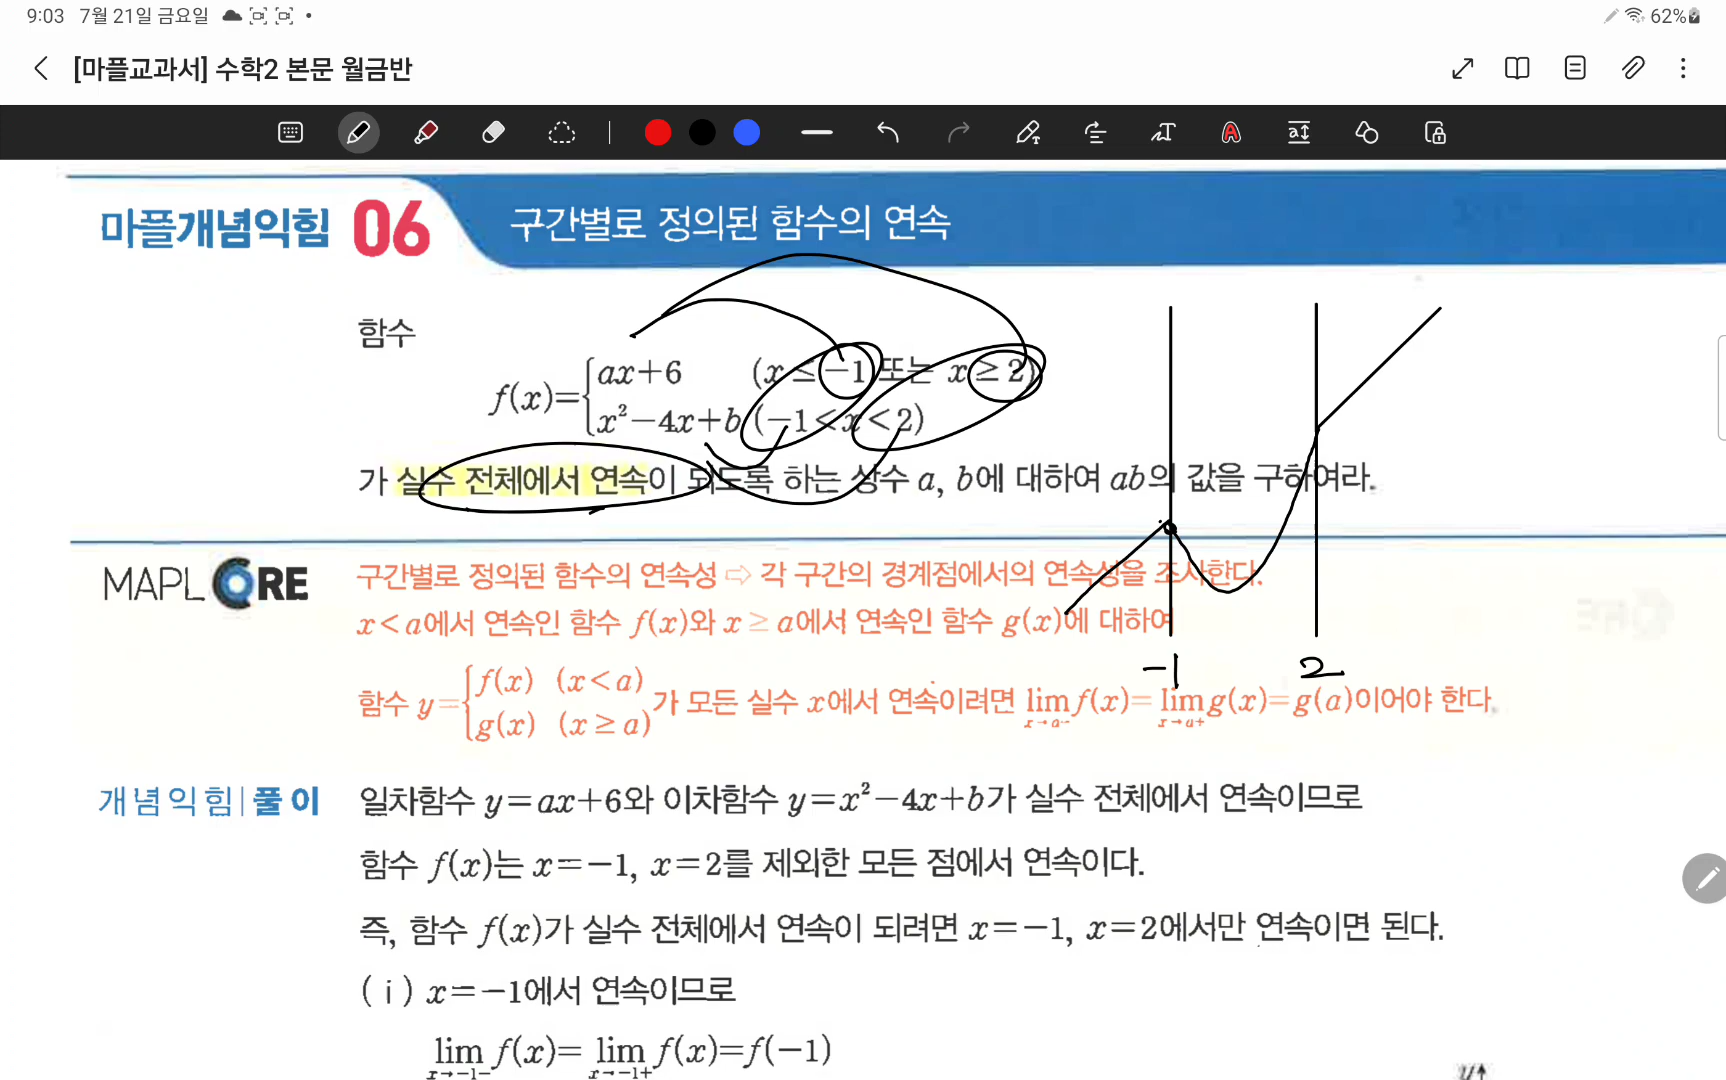 9:03 7월 21일 금요일
62%
[마플교과서] 수학2 본문 월금반
마플개념익힘 06 구간별로 정의된 함수의 연속
함수
f(x)={ax+6 (x≤-1 또는 x≥2)
x²-4x+b (-1<x<2)
가 실수 전체에서 연속이 되도록 하는 상수 a, b에 대하여 ab의 값을 구하여라.
MAPL CORE 구간별로 정의된 함수의 연속성 ⇨ 각 구간의 경계점에서의 연속성을 조사한다.
x<a에서 연속인 함수 f(x)와 x≥a에서 연속인 함수 g(x)에 대하여
-1 2
함수 y={f(x) (x<a)
g(x) (x≥a) 가 모든 실수 x에서 연속이려면 lim x→a- f(x)=lim x→a+ g(x)=g(a)이어야 한다.
개념익힘|풀이 일차함수 y=ax+6와 이차함수 y=x²-4x+b가 실수 전체에서 연속이므로
함수 f(x)는 x=-1, x=2를 제외한 모든 점에서 연속이다.
즉, 함수 f(x)가 실수 전체에서 연속이 되려면 x=-1, x=2에서만 연속이면 된다.
(ⅰ) x=-1에서 연속이므로
lim x→-1- f(x)= lim x→-1+ f(x)=f(-1)
y